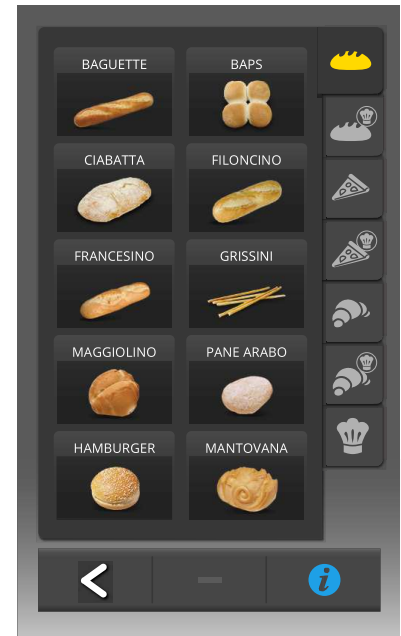 BAGUETTE
BAPS
CIABATTA
FILONCINO
FRANCESINO
GRISSINI
MAGGIOLINO
PANE ARABO
HAMBURGER
MANTOVANA
i